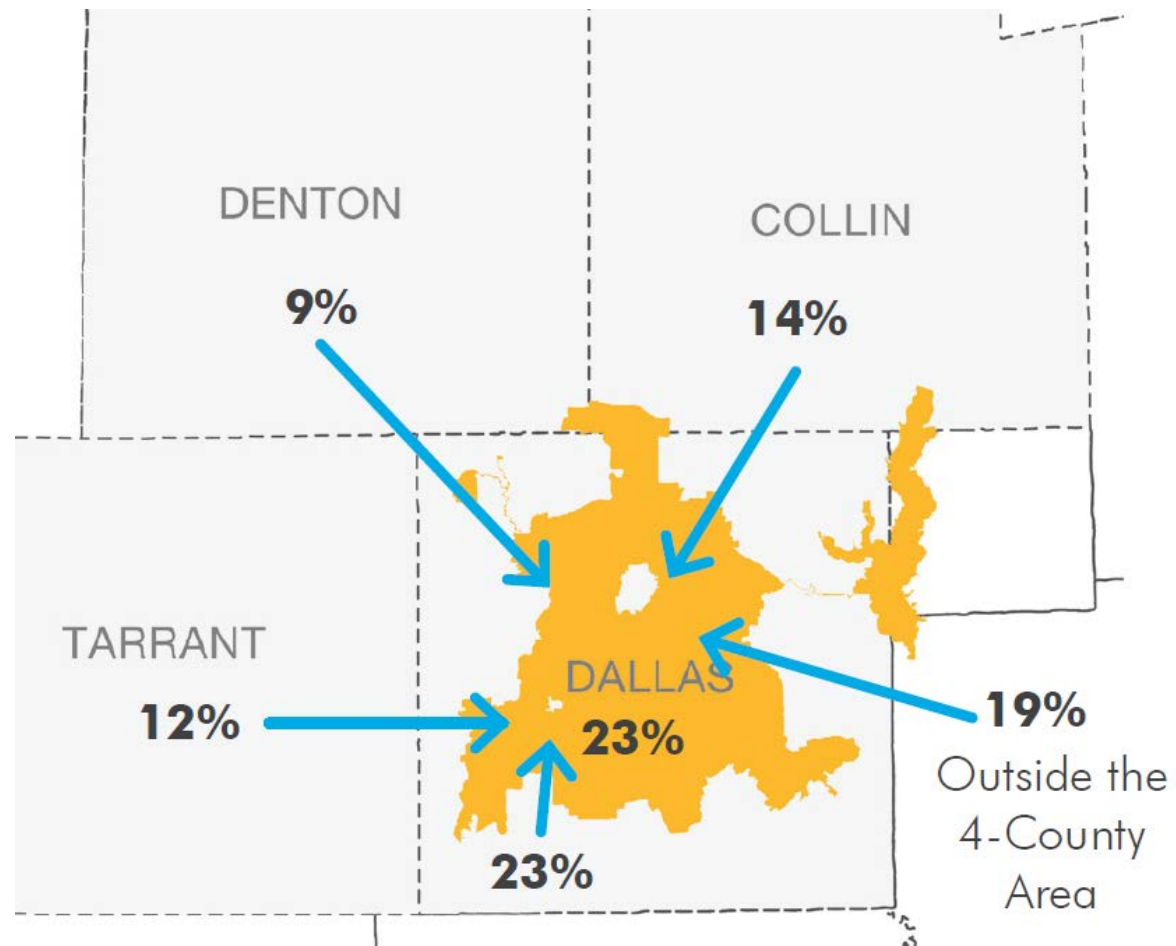 DENTON
COLLIN
9%
14%
TARRANT
12%
DALLAS
23%
23%
19%
Outside the
4-County
Area